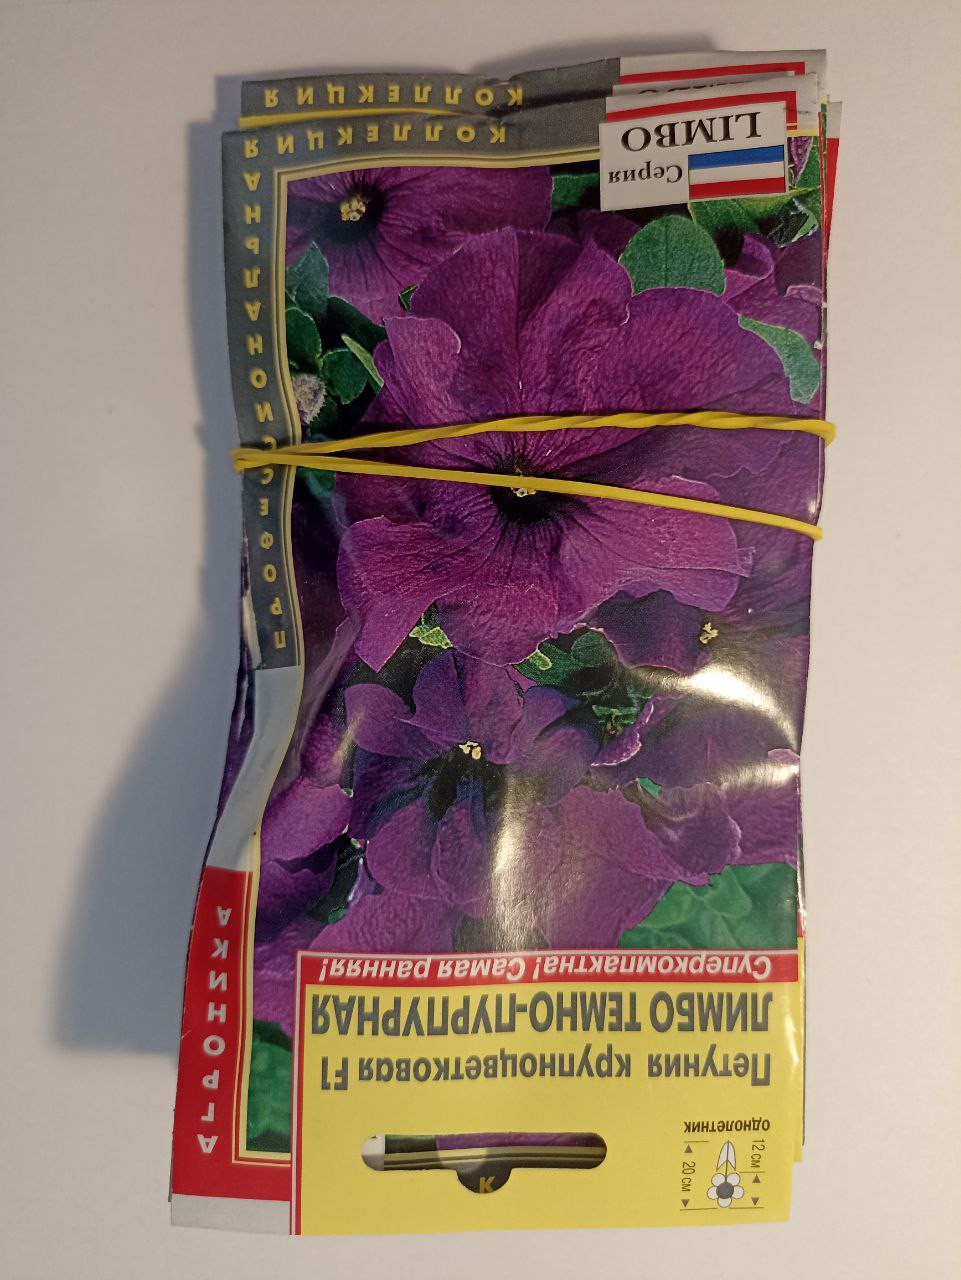 12 см
20 см
однолетник
Петуния крупноцветковая F1
ЛИМБО ТЕМНО-ПУРПУРНАЯ
Суперкомпактна! Самая ранняя!
АГРОНИКА
ПРОФЕССИОНАЛЬНАЯ КОЛЛЕКЦИЯ
Серия
LIMBO
КОЛЛЕКЦИЯ
К